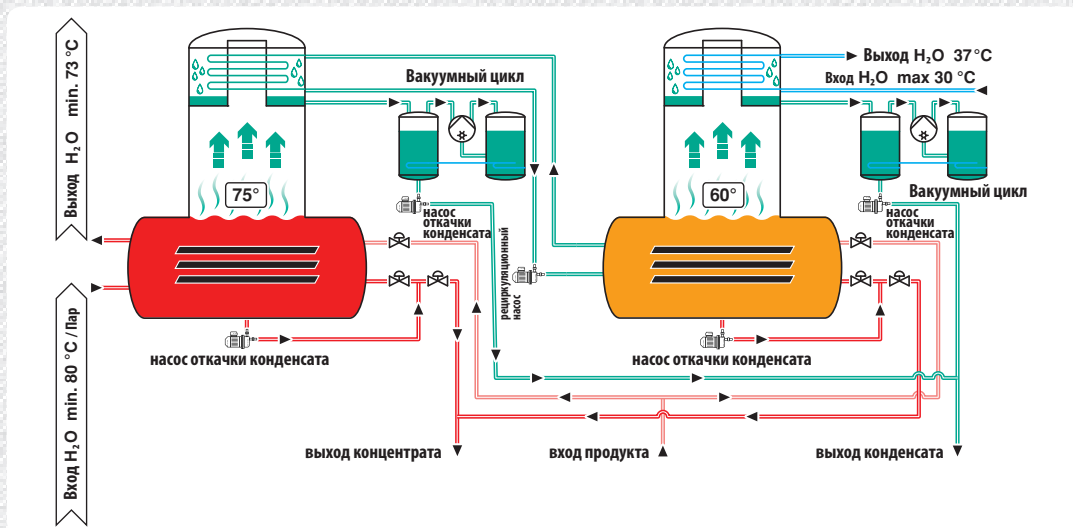 Выход H₂O min. 73 °C
Вход H₂O min. 80 °C / Пар
Вакуумный цикл
75°
насос
откачки
конденсата
рециркуляционный
насос
насос откачки конденсата
Выход H₂O 37 °C
Вход H₂O max 30 °C
60°
Вакуумный цикл
насос
откачки
конденсата
насос откачки конденсата
выход концентрата
вход продукта
выход конденсата